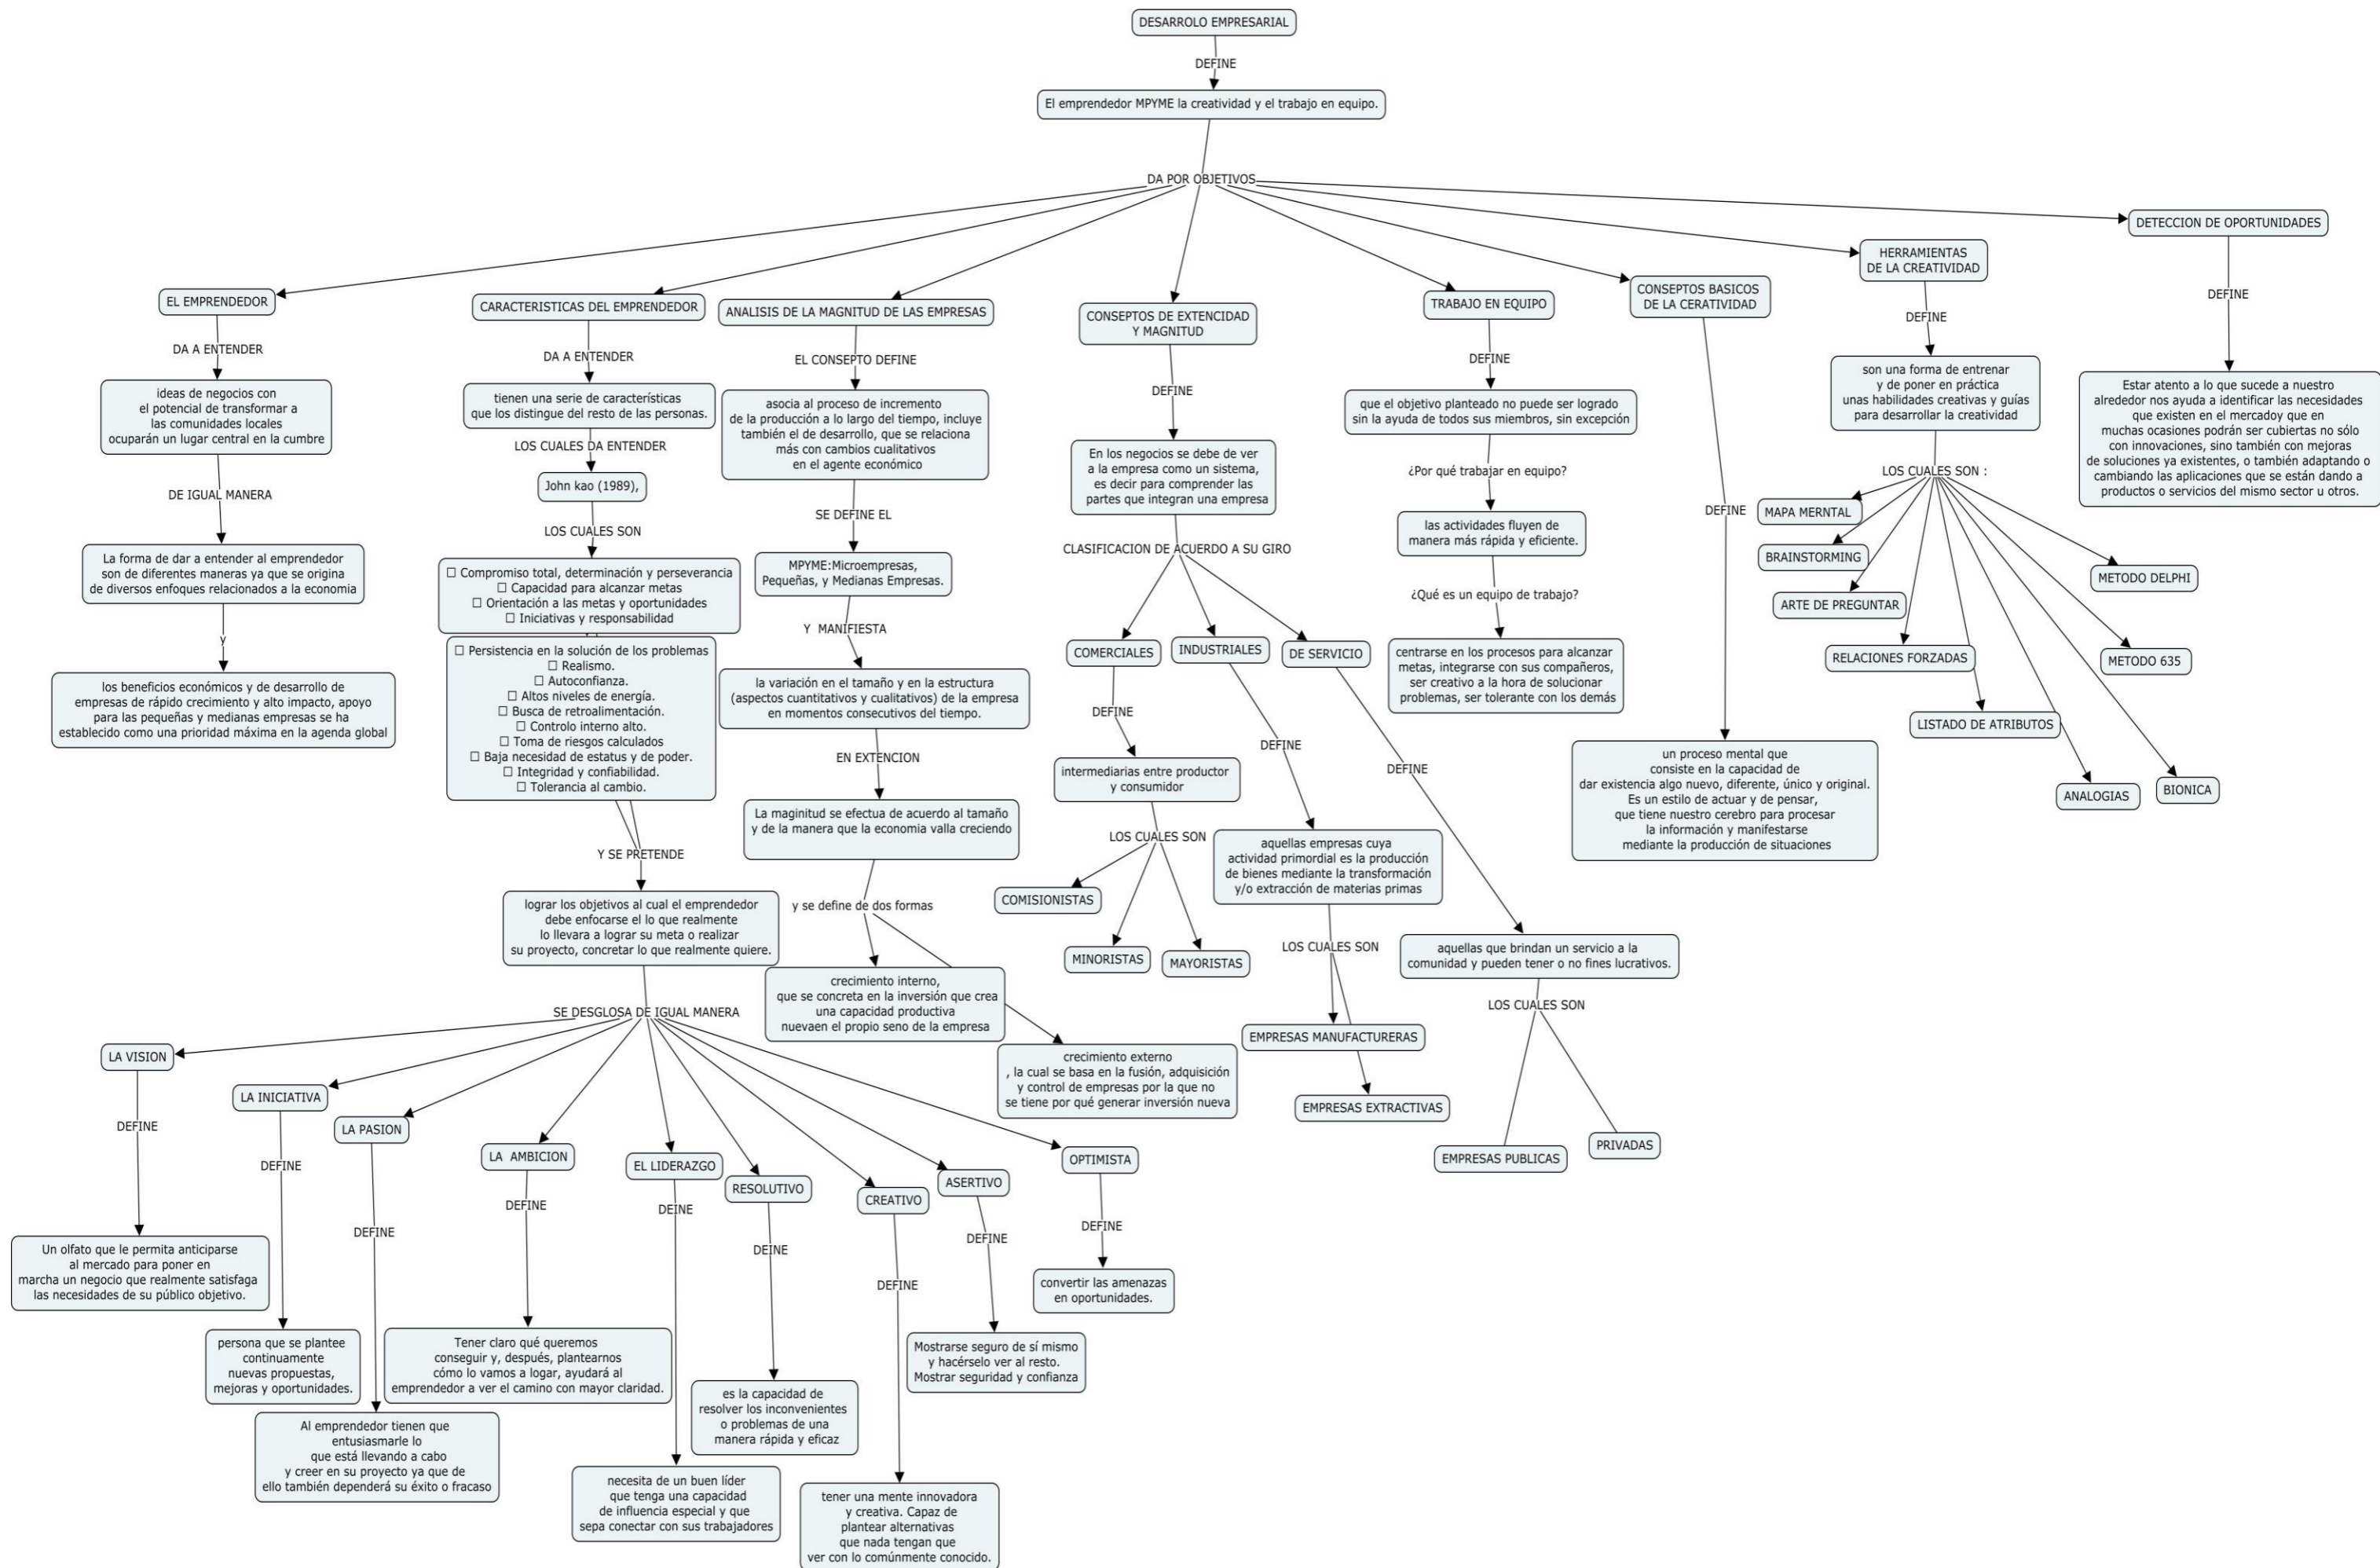 DESARROLO EMPRESARIAL
DEFINE
El emprendedor MPYME la creatividad y el trabajo en equipo.
DA POR OBJETIVOS
EL EMPRENDEDOR
DA A ENTENDER
ideas de negocios con
el potencial de transformar a
las comunidades locales
ocuparán un lugar central en la cumbre
DE IGUAL MANERA
La forma de dar a entender al emprendedor
son de diferentes maneras ya que se origina
de diversos enfoques relacionados a la economia
y
los beneficios económicos y de desarrollo de
empresas de rápido crecimiento y alto impacto, apoyo
para las pequeñas y medianas empresas se ha
establecido como una prioridad máxima en la agenda global
CARACTERISTICAS DEL EMPRENDEDOR
DA A ENTENDER
tienen una serie de características
que los distingue del resto de las personas.
LOS CUALES DA ENTENDER
John kao (1989),
LOS CUALES SON
□ Compromiso total, determinación y perseverancia
□ Capacidad para alcanzar metas
□ Orientación a las metas y oportunidades
□ Iniciativas y responsabilidad
□ Persistencia en la solución de los problemas
□ Realismo.
□ Autoconfianza.
□ Altos niveles de energía.
□ Busca de retroalimentación.
□ Controlo interno alto.
□ Toma de riesgos calculados
□ Baja necesidad de estatus y de poder.
□ Integridad y confiabilidad.
□ Tolerancia al cambio.
Y SE PRETENDE
lograr los objetivos al cual el emprendedor
debe enfocarse el lo que realmente
lo llevara a lograr su meta o realizar
su proyecto, concretar lo que realmente quiere.
SE DESGLOSA DE IGUAL MANERA
LA VISION
DEFINE
Un olfato que le permita anticiparse
al mercado para poner en
marcha un negocio que realmente satisfaga
las necesidades de su público objetivo.
LA INICIATIVA
DEFINE
persona que se plantee
continuamente
nuevas propuestas,
mejoras y oportunidades.
LA PASION
DEFINE
Al emprendedor tienen que
entusiasmarle lo
que está llevando a cabo
y creer en su proyecto ya que de
ello también dependerá su éxito o fracaso
LA  AMBICION
DEFINE
Tener claro qué queremos
conseguir y, después, plantearnos
cómo lo vamos a logar, ayudará al
emprendedor a ver el camino con mayor claridad.
EL LIDERAZGO
DEINE
necesita de un buen líder
que tenga una capacidad
de influencia especial y que
sepa conectar con sus trabajadores
RESOLUTIVO
DEINE
es la capacidad de
resolver los inconvenientes
o problemas de una
manera rápida y eficaz
CREATIVO
DEFINE
tener una mente innovadora
y creativa. Capaz de
plantear alternativas
que nada tengan que
ver con lo comúnmente conocido.
ASERTIVO
DEFINE
Mostrarse seguro de sí mismo
y hacérselo ver al resto.
Mostrar seguridad y confianza
OPTIMISTA
DEFINE
convertir las amenazas
en oportunidades.
ANALISIS DE LA MAGNITUD DE LAS EMPRESAS
EL CONSEPTO DEFINE
asocia al proceso de incremento
de la producción a lo largo del tiempo, incluye
también el de desarrollo, que se relaciona
más con cambios cualitativos
en el agente económico
SE DEFINE EL
MPYME:Microempresas,
Pequeñas, y Medianas Empresas.
Y  MANIFIESTA
la variación en el tamaño y en la estructura
(aspectos cuantitativos y cualitativos) de la empresa
en momentos consecutivos del tiempo.
EN EXTENCION
La maginitud se efectua de acuerdo al tamaño
y de la manera que la economia valla creciendo
y se define de dos formas
crecimiento interno,
que se concreta en la inversión que crea
una capacidad productiva
nuevaen el propio seno de la empresa
crecimiento externo
, la cual se basa en la fusión, adquisición
y control de empresas por la que no
se tiene por qué generar inversión nueva
CONSEPTOS DE EXTENCIDAD
Y MAGNITUD
DEFINE
En los negocios se debe de ver
a la empresa como un sistema,
es decir para comprender las
partes que integran una empresa
CLASIFICACION DE ACUERDO A SU GIRO
COMERCIALES
DEFINE
intermediarias entre productor
y consumidor
LOS CUALES SON
COMISIONISTAS
MINORISTAS
MAYORISTAS
INDUSTRIALES
DEFINE
aquellas empresas cuya
actividad primordial es la producción
de bienes mediante la transformación
y/o extracción de materias primas
LOS CUALES SON
EMPRESAS MANUFACTURERAS
EMPRESAS EXTRACTIVAS
DE SERVICIO
DEFINE
aquellas que brindan un servicio a la
comunidad y pueden tener o no fines lucrativos.
LOS CUALES SON
EMPRESAS PUBLICAS
PRIVADAS
TRABAJO EN EQUIPO
DEFINE
que el objetivo planteado no puede ser logrado
sin la ayuda de todos sus miembros, sin excepción
¿Por qué trabajar en equipo?
las actividades fluyen de
manera más rápida y eficiente.
¿Qué es un equipo de trabajo?
centrarse en los procesos para alcanzar
metas, integrarse con sus compañeros,
ser creativo a la hora de solucionar
problemas, ser tolerante con los demás
CONSEPTOS BASICOS
DE LA CERATIVIDAD
DEFINE
un proceso mental que
consiste en la capacidad de
dar existencia algo nuevo, diferente, único y original.
Es un estilo de actuar y de pensar,
que tiene nuestro cerebro para procesar
la información y manifestarse
mediante la producción de situaciones
HERRAMIENTAS
DE LA CREATIVIDAD
DEFINE
son una forma de entrenar
y de poner en práctica
unas habilidades creativas y guías
para desarrollar la creatividad
LOS CUALES SON :
MAPA MERNTAL
BRAINSTORMING
ARTE DE PREGUNTAR
RELACIONES FORZADAS
LISTADO DE ATRIBUTOS
ANALOGIAS
BIONICA
METODO 635
METODO DELPHI
DETECCION DE OPORTUNIDADES
DEFINE
Estar atento a lo que sucede a nuestro
alrededor nos ayuda a identificar las necesidades
que existen en el mercadoy que en
muchas ocasiones podrán ser cubiertas no sólo
con innovaciones, sino también con mejoras
de soluciones ya existentes, o también adaptando o
cambiando las aplicaciones que se están dando a
productos o servicios del mismo sector u otros.